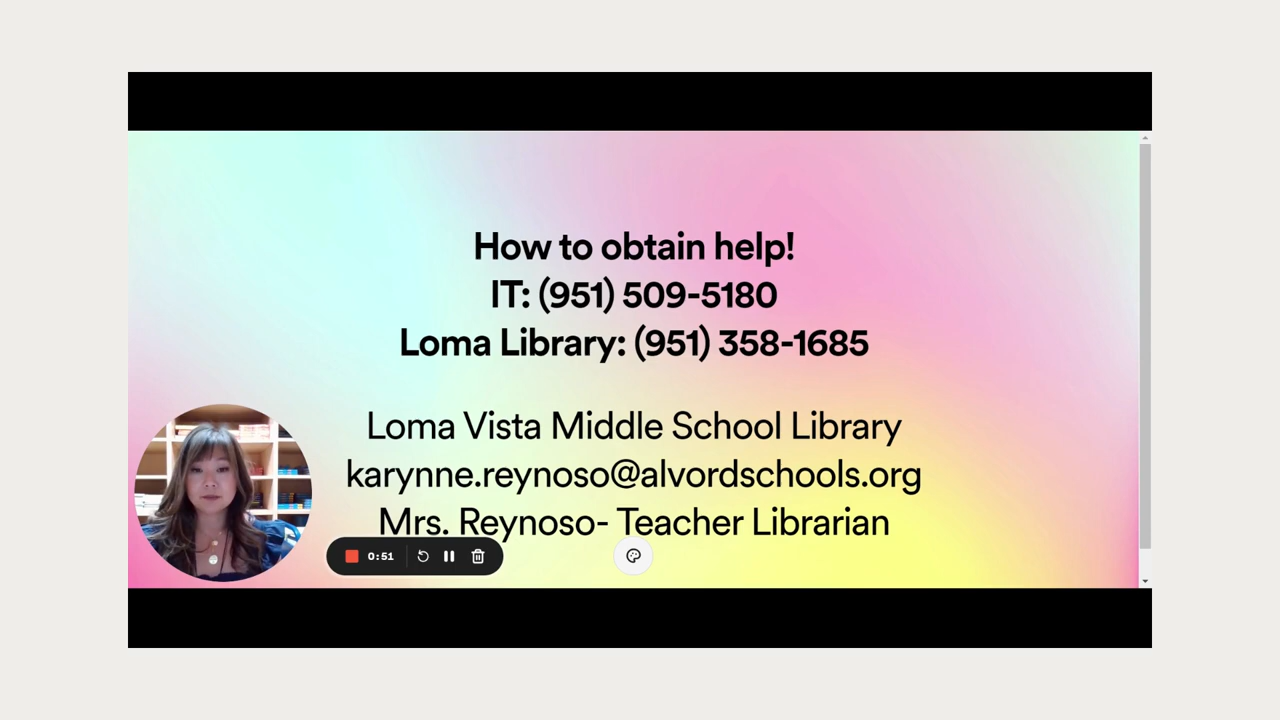 How to obtain help!
IT: (951) 509-5180
Loma Library: (951) 358-1685
Loma Vista Middle School Library
karynne.reynoso@alvordschools.org
Mrs. Reynoso- Teacher Librarian
0:51